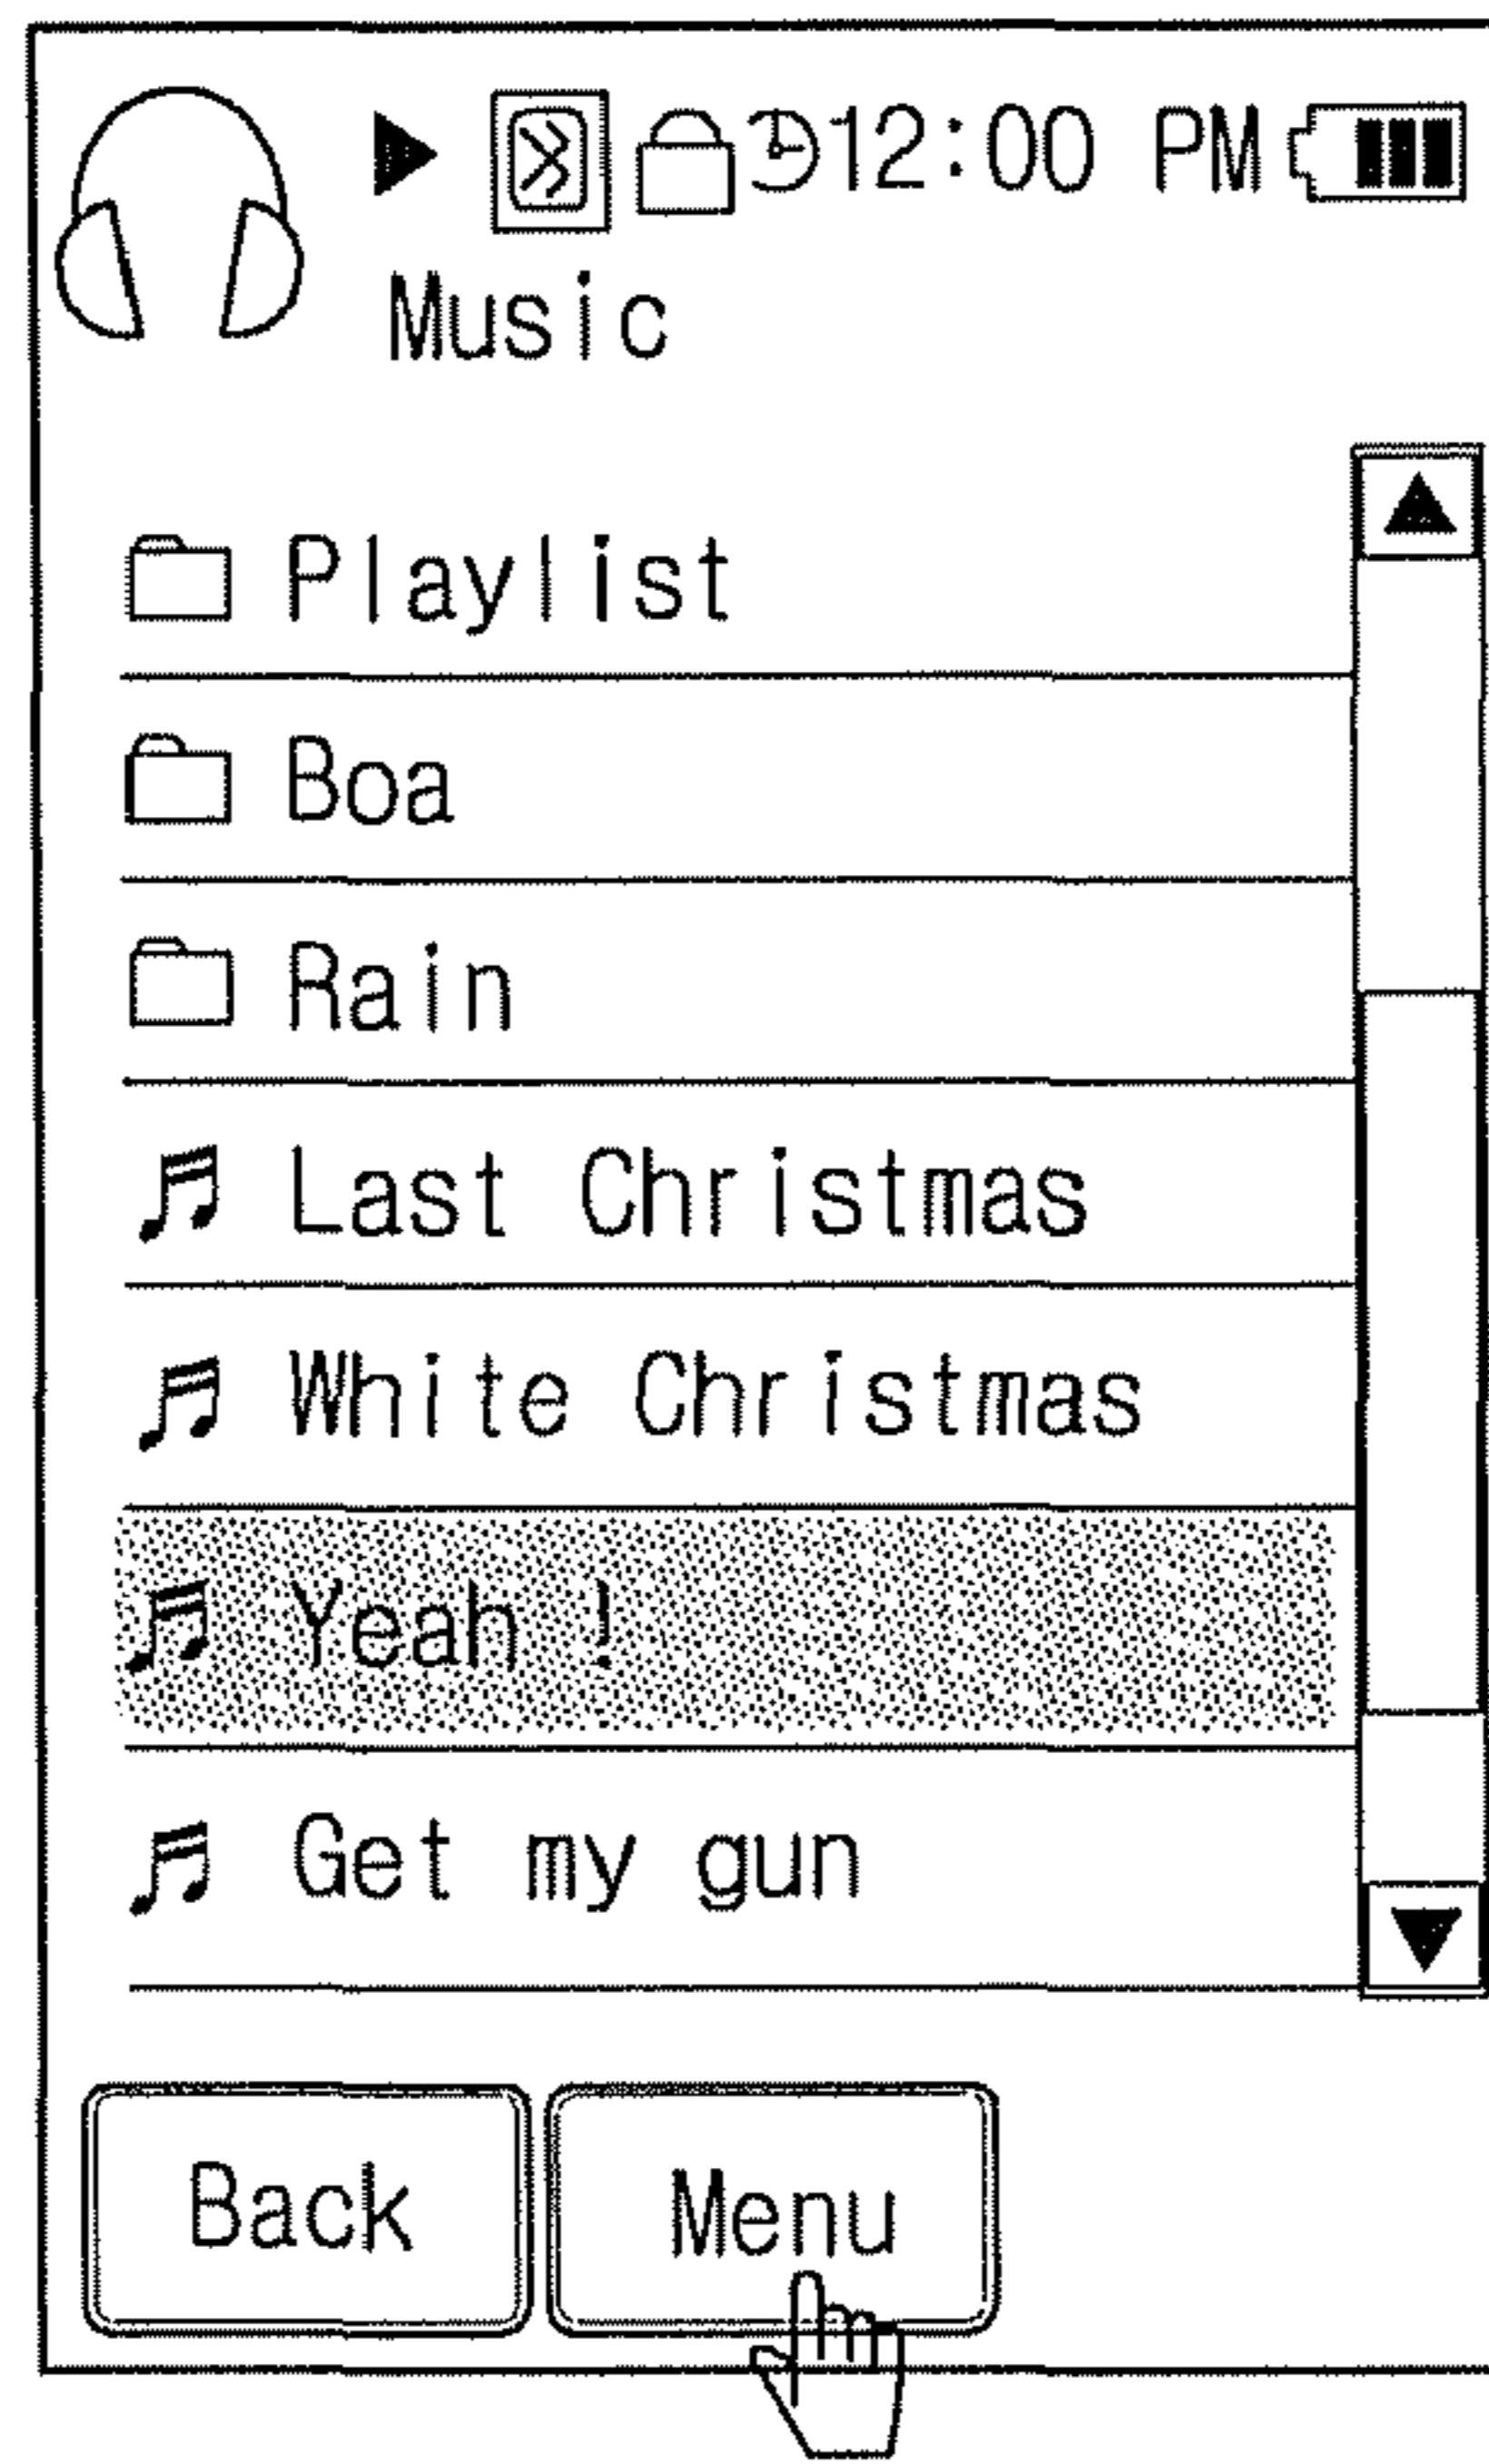 12:00 PM
Music
Playlist
Boa
Rain
Last Christmas
White Christmas
Yeah !
Get my gun
Back Menu